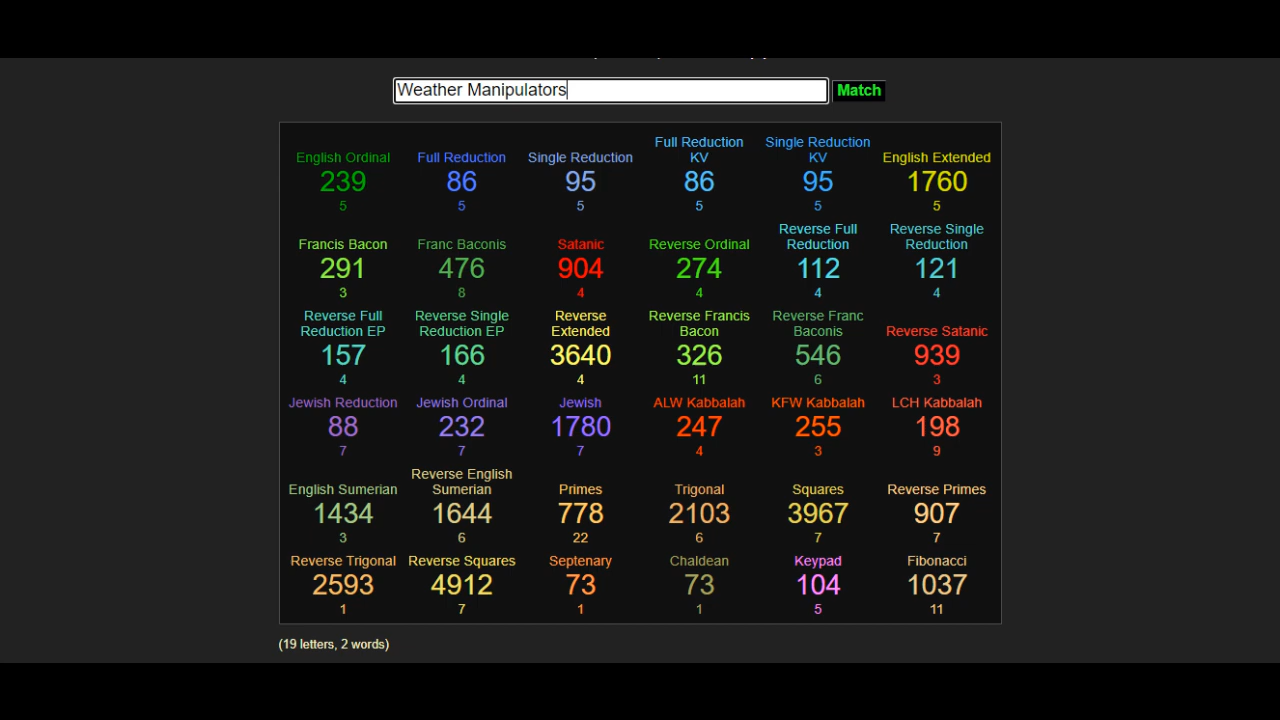 Weather Manipulators Match
Full Reduction Single Reduction
English Ordinal Full Reduction Single Reduction KV KV English Extended
239 86 95 86 95 1760
5 5 5 5 5 5
Reverse Full Reverse Single
Francis Bacon Franc Baconis Satanic Reverse Ordinal Reduction Reduction
291 476 904 274 112 121
3 8 4 4 4 4
Reverse Full Reverse Single Reverse Reverse Francis Reverse Franc
Reduction EP Reduction EP Extended Bacon Baconis Reverse Satanic
157 166 3640 326 546 939
4 4 4 11 6 3
Jewish Reduction Jewish Ordinal Jewish ALW Kabbalah KFW Kabbalah LCH Kabbalah
88 232 1780 247 255 198
7 7 7 4 3 9
Reverse English
English Sumerian Sumerian Primes Trigonal Squares Reverse Primes
1434 1644 778 2103 3967 907
3 6 22 6 7 7
Reverse Trigonal Reverse Squares Septenary Chaldean Keypad Fibonacci
2593 4912 73 73 104 1037
1 7 1 1 5 11
(19 letters, 2 words)